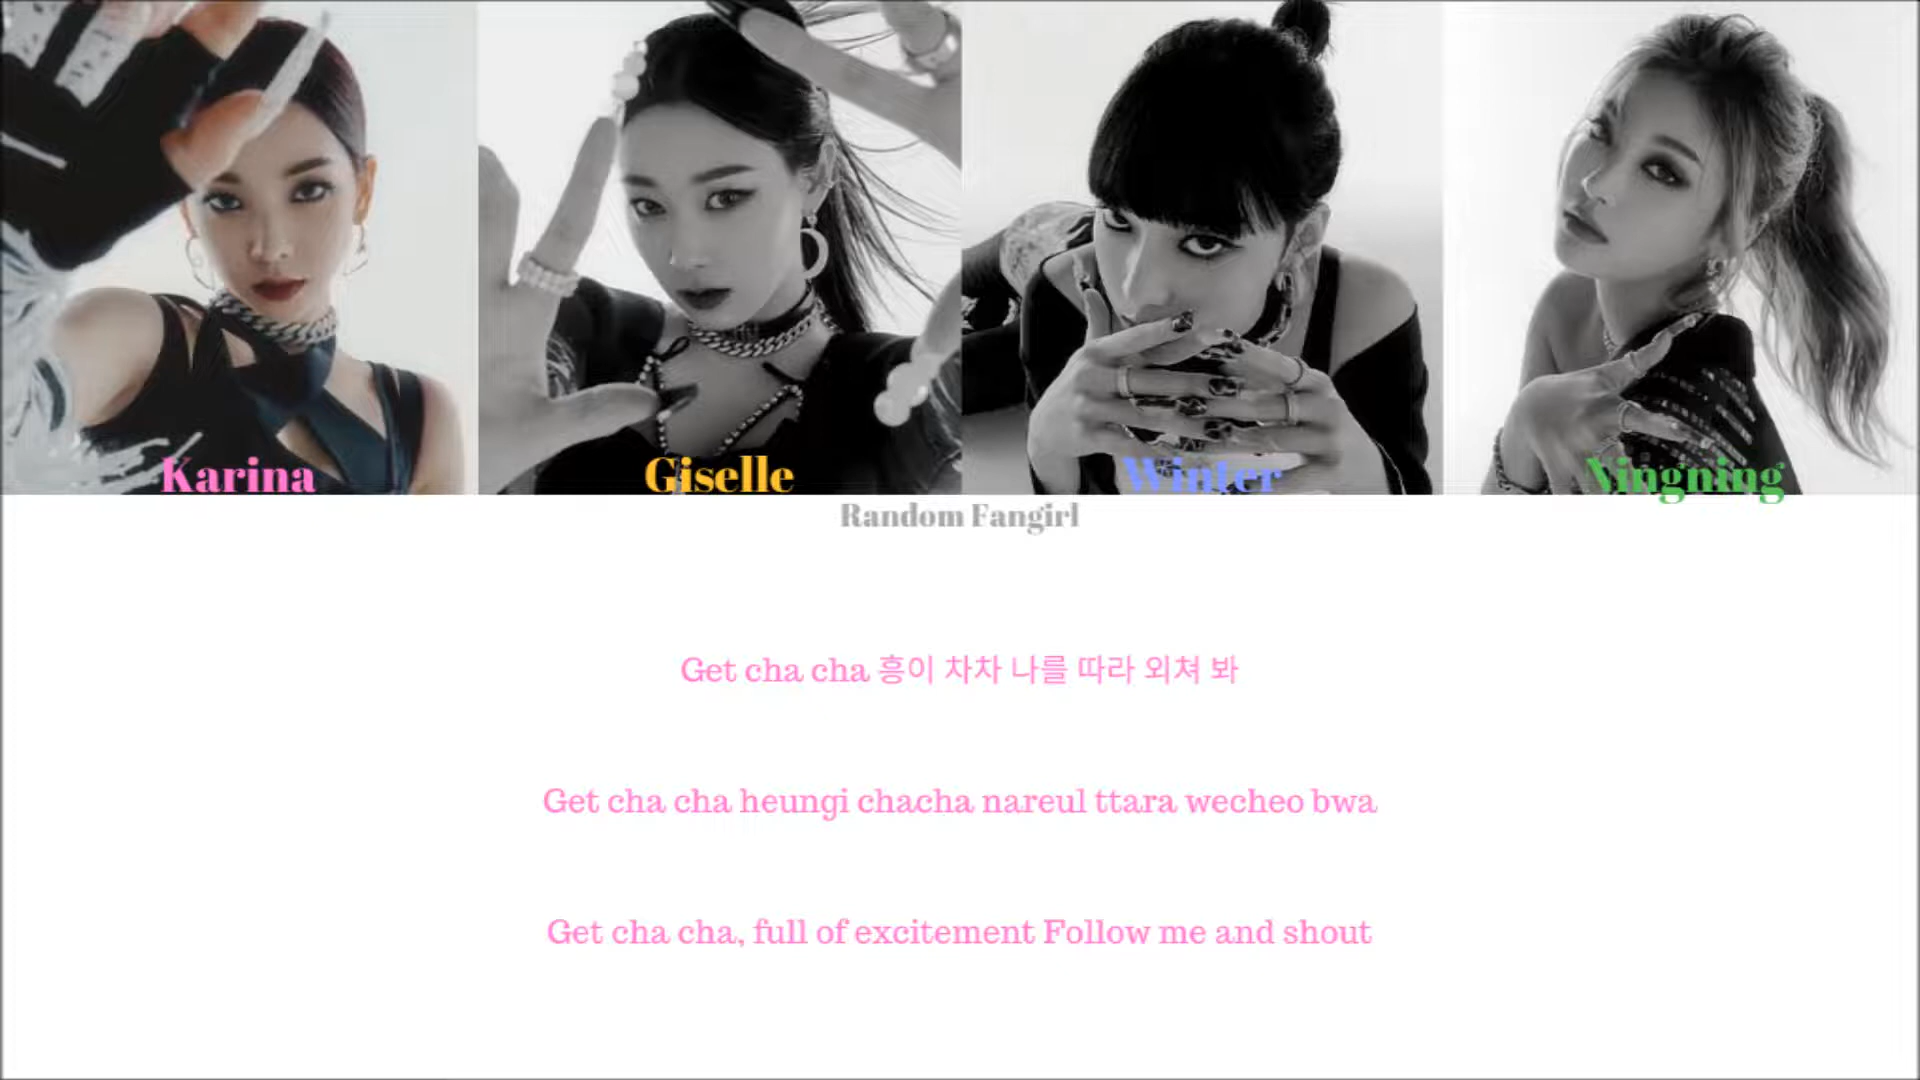 Karina
Giselle
Winter
Ningning
Random Fangirl
Get cha cha 흥이 차차 나를 따라 외쳐 봐
Get cha cha heungi chacha nareul ttara wecheo bwa
Get cha cha, full of excitement Follow me and shout